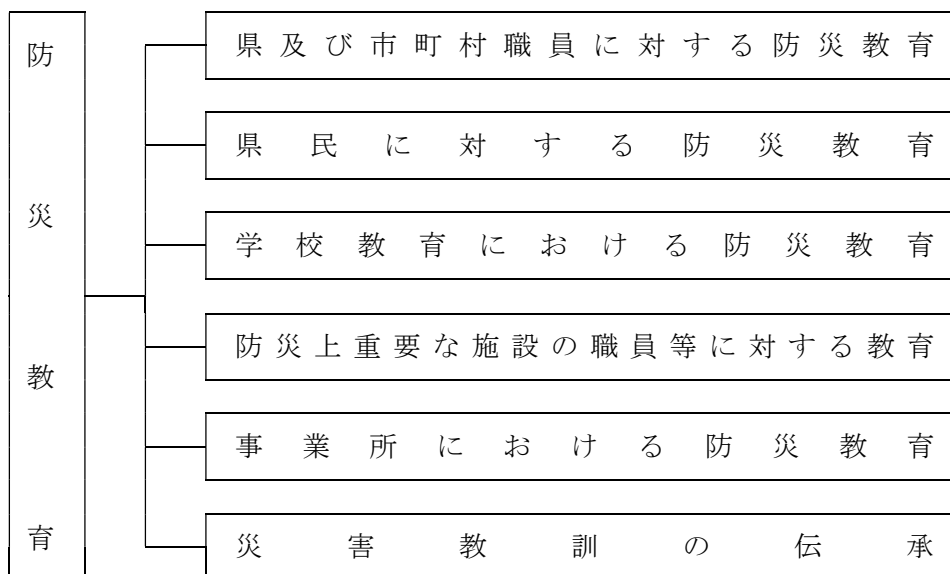 防災教育
県及び市町村職員に対する防災教育
県民に対する防災教育
学校教育における防災教育
防災上重要な施設の職員等に対する教育
事業所における防災教育
災害教訓の伝承